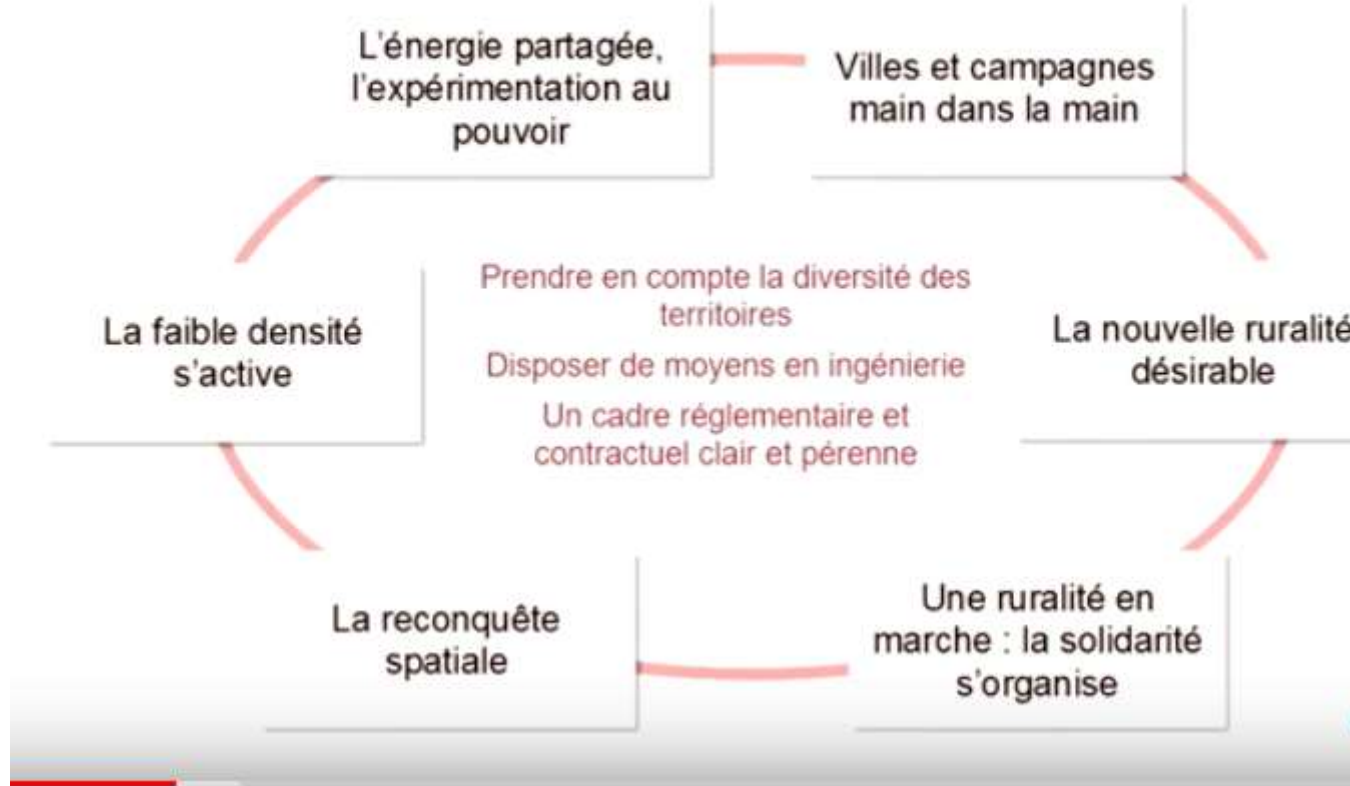 L'énergie partagée,
l'expérimentation au
pouvoir
Villes et campagnes
main dans la main
La faible densité
s'active
Prendre en compte la diversité des
territoires
Disposer de moyens en ingénierie
Un cadre réglementaire et
contractuel clair et pérenne
La nouvelle ruralité
désirable
La reconquête
spatiale
Une ruralité en
marche : la solidarité
s'organise